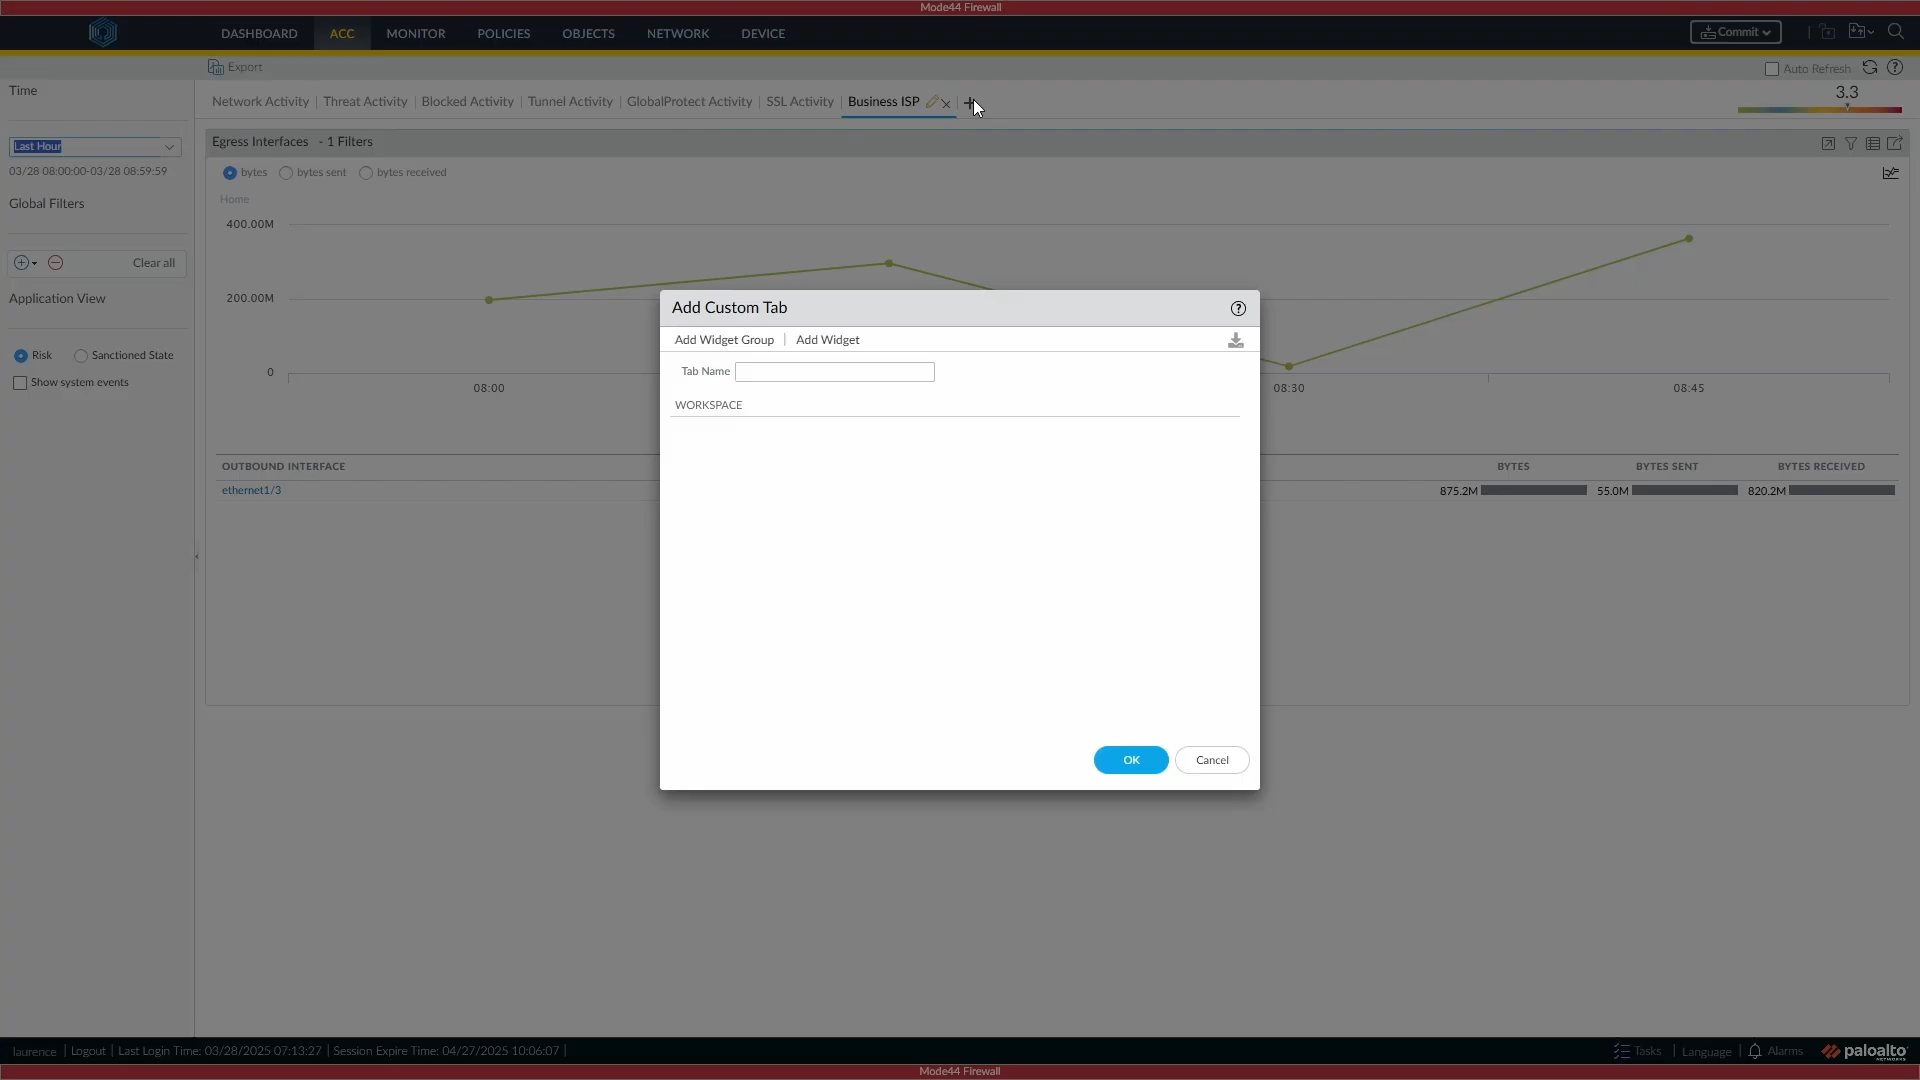 Mode44 Firewall
DASHBOARD ACC MONITOR POLICIES OBJECTS NETWORK DEVICE Commit
Export Auto Refresh
Time
Network Activity | Threat Activity | Blocked Activity | Tunnel Activity | GlobalProtect Activity | SSL Activity | Business ISP 3.3
Last Hour
03/28 08:00:00-03/28 08:59:59
Global Filters
Clear all
Application View
Risk Sanctioned State
Show system events
Egress Interfaces - 1 Filters
bytes bytes sent bytes received
Home
400.00M
200.00M
0
08:00 08:30 08:45
OUTBOUND INTERFACE BYTES BYTES SENT BYTES RECEIVED
ethernet1/3 875.2M 55.0M 820.2M
Add Custom Tab
Add Widget Group | Add Widget
Tab Name
WORKSPACE
OK Cancel
laurence | Logout | Last Login Time: 03/28/2025 07:13:27 | Session Expire Time: 04/27/2025 10:06:07 | Tasks | Language | Alarms paloalto NETWORKS
Mode44 Firewall